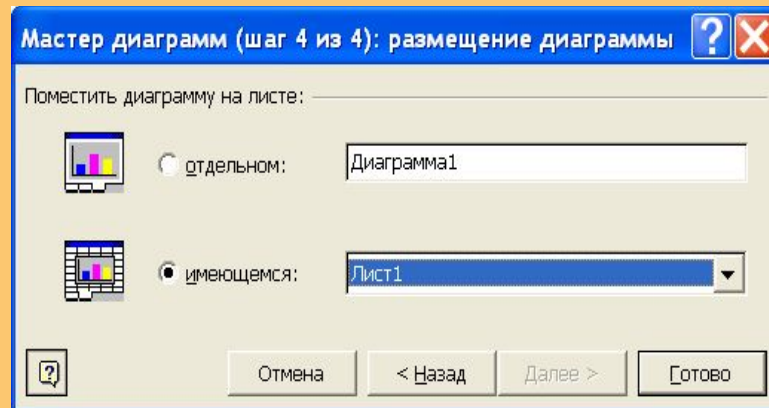 Мастер диаграмм (шаг 4 из 4): размещение диаграммы
Поместить диаграмму на листе:
отдельном: Диаграмма1
имеющемся: Лист1
Отмена < Назад Далее > Готово